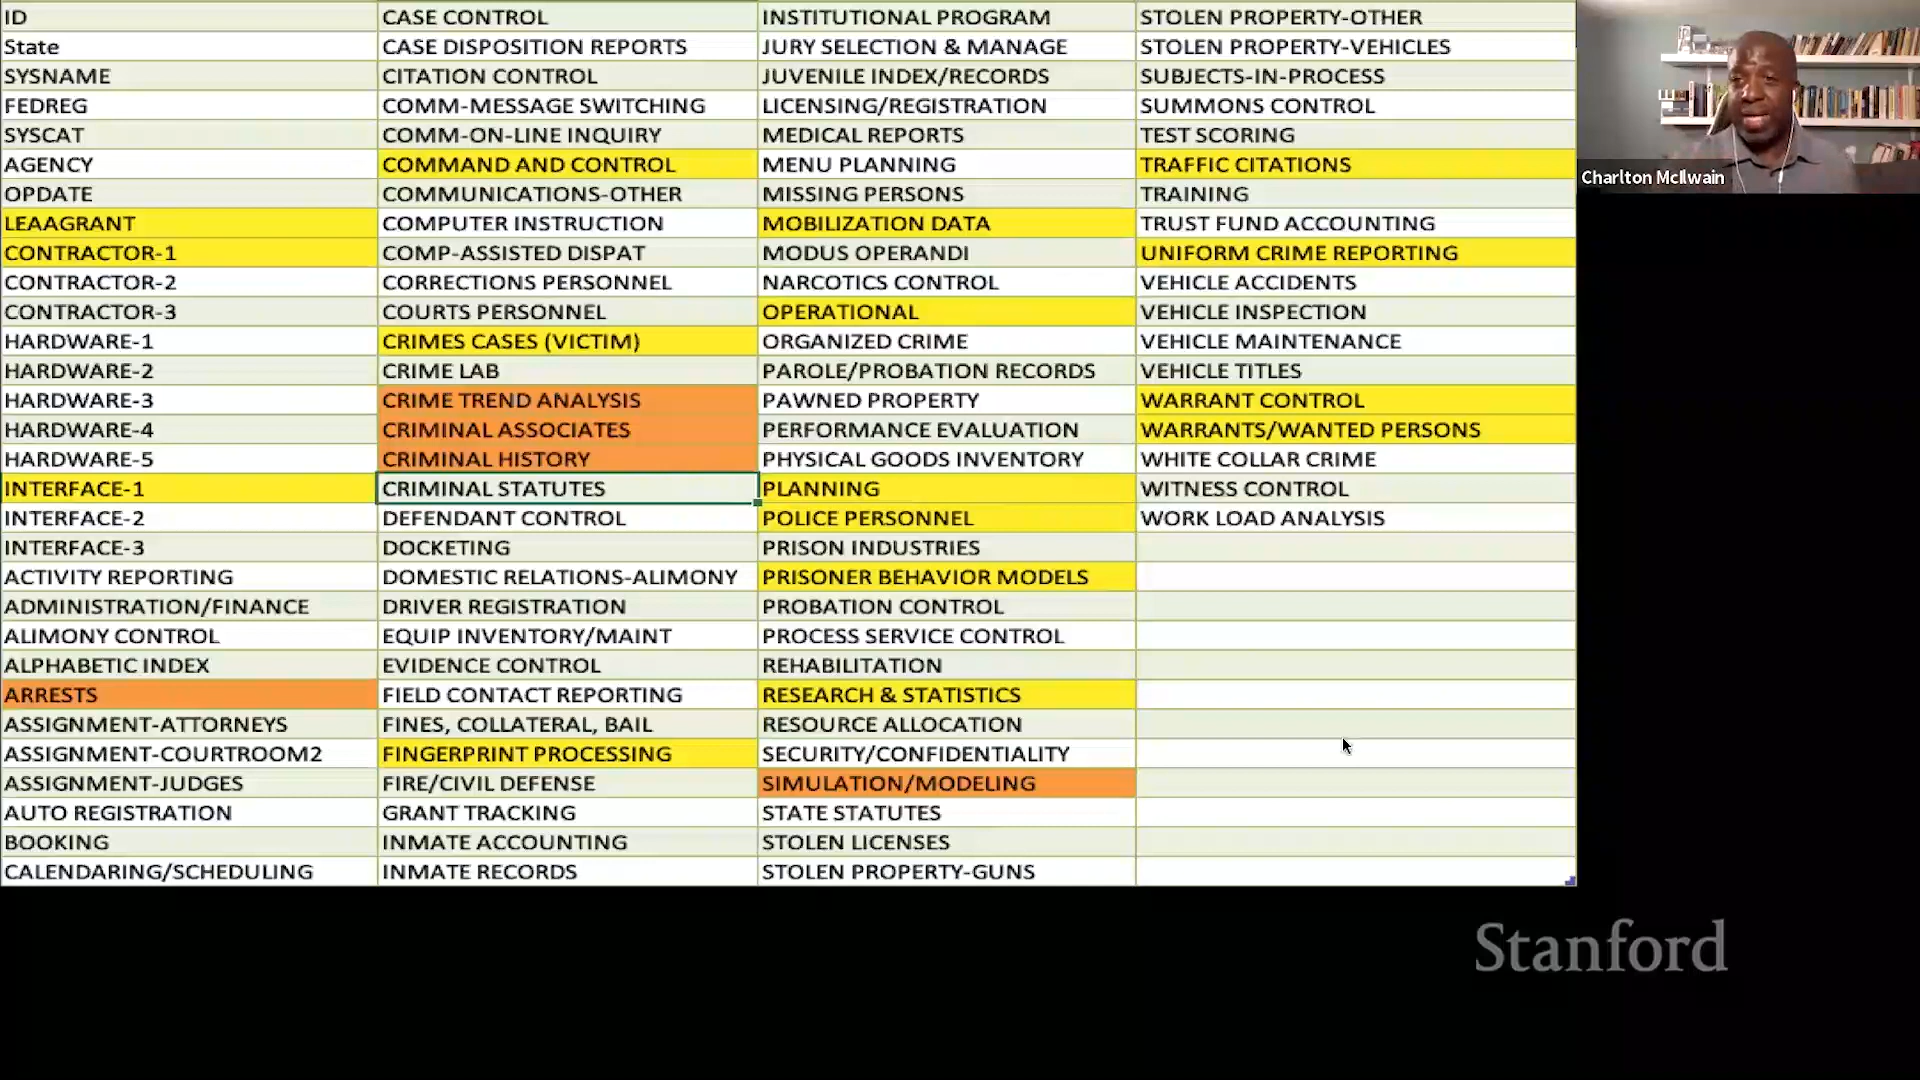 ID
State
SYSNAME
FEDREG
SYSCAT
AGENCY
OPDATE
LEAAGRANT
CONTRACTOR-1
CONTRACTOR-2
CONTRACTOR-3
HARDWARE-1
HARDWARE-2
HARDWARE-3
HARDWARE-4
HARDWARE-5
INTERFACE-1
INTERFACE-2
INTERFACE-3
ACTIVITY REPORTING
ADMINISTRATION/FINANCE
ALIMONY CONTROL
ALPHABETIC INDEX
ARRESTS
ASSIGNMENT-ATTORNEYS
ASSIGNMENT-COURTROOM2
ASSIGNMENT-JUDGES
AUTO REGISTRATION
BOOKING
CALENDARING/SCHEDULING
CASE CONTROL
CASE DISPOSITION REPORTS
CITATION CONTROL
COMM-MESSAGE SWITCHING
COMM-ON-LINE INQUIRY
COMMAND AND CONTROL
COMMUNICATIONS-OTHER
COMPUTER INSTRUCTION
COMP-ASSISTED DISPAT
CORRECTIONS PERSONNEL
COURTS PERSONNEL
CRIMES CASES (VICTIM)
CRIME LAB
CRIME TREND ANALYSIS
CRIMINAL ASSOCIATES
CRIMINAL HISTORY
CRIMINAL STATUTES
DEFENDANT CONTROL
DOCKETING
DOMESTIC RELATIONS-ALIMONY
DRIVER REGISTRATION
EQUIP INVENTORY/MAINT
EVIDENCE CONTROL
FIELD CONTACT REPORTING
FINES, COLLATERAL, BAIL
FINGERPRINT PROCESSING
FIRE/CIVIL DEFENSE
GRANT TRACKING
INMATE ACCOUNTING
INMATE RECORDS
INSTITUTIONAL PROGRAM
JURY SELECTION & MANAGE
JUVENILE INDEX/RECORDS
LICENSING/REGISTRATION
MEDICAL REPORTS
MENU PLANNING
MISSING PERSONS
MOBILIZATION DATA
MODUS OPERANDI
NARCOTICS CONTROL
OPERATIONAL
ORGANIZED CRIME
PAROLE/PROBATION RECORDS
PAWNED PROPERTY
PERFORMANCE EVALUATION
PHYSICAL GOODS INVENTORY
PLANNING
POLICE PERSONNEL
PRISON INDUSTRIES
PRISONER BEHAVIOR MODELS
PROBATION CONTROL
PROCESS SERVICE CONTROL
REHABILITATION
RESEARCH & STATISTICS
RESOURCE ALLOCATION
SECURITY/CONFIDENTIALITY
SIMULATION/MODELING
STATE STATUTES
STOLEN LICENSES
STOLEN PROPERTY-GUNS
STOLEN PROPERTY-OTHER
STOLEN PROPERTY-VEHICLES
SUBJECTS-IN-PROCESS
SUMMONS CONTROL
TEST SCORING
TRAFFIC CITATIONS
TRAINING
TRUST FUND ACCOUNTING
UNIFORM CRIME REPORTING
VEHICLE ACCIDENTS
VEHICLE INSPECTION
VEHICLE MAINTENANCE
VEHICLE TITLES
WARRANT CONTROL
WARRANTS/WANTED PERSONS
WHITE COLLAR CRIME
WITNESS CONTROL
WORK LOAD ANALYSIS
Charlton McIlwain
Stanford